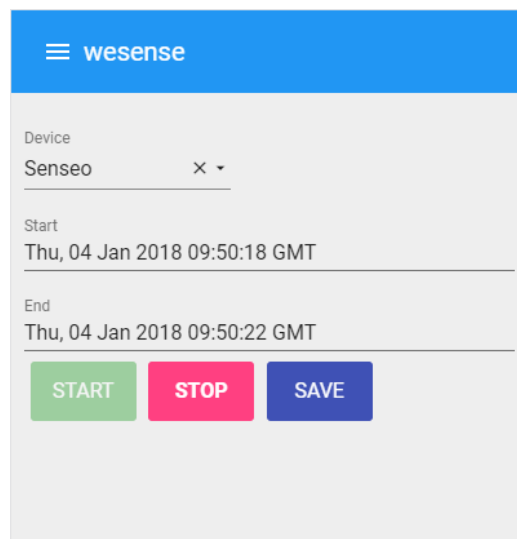 wesense
Device
Senseo
Start
Thu, 04 Jan 2018 09:50:18 GMT
End
Thu, 04 Jan 2018 09:50:22 GMT
START STOP SAVE